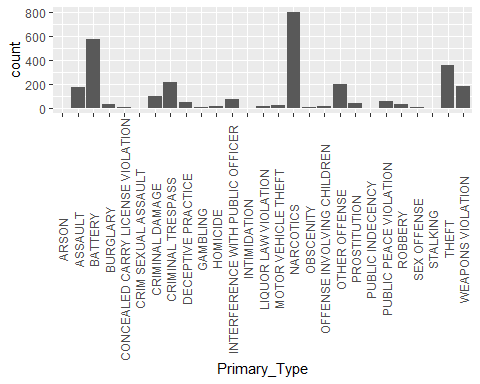 count
800
600
400
200
0
ARSON
ASSAULT
BATTERY
BURGLARY
CONCEALED CARRY LICENSE VIOLATION
CRIM SEXUAL ASSAULT
CRIMINAL DAMAGE
CRIMINAL TRESPASS
DECEPTIVE PRACTICE
GAMBLING
HOMICIDE
INTERFERENCE WITH PUBLIC OFFICER
INTIMIDATION
LIQUOR LAW VIOLATION
MOTOR VEHICLE THEFT
NARCOTICS
OBSCENITY
OFFENSE INVOLVING CHILDREN
OTHER OFFENSE
PROSTITUTION
PUBLIC INDECENCY
PUBLIC PEACE VIOLATION
ROBBERY
SEX OFFENSE
STALKING
THEFT
WEAPONS VIOLATION
Primary_Type